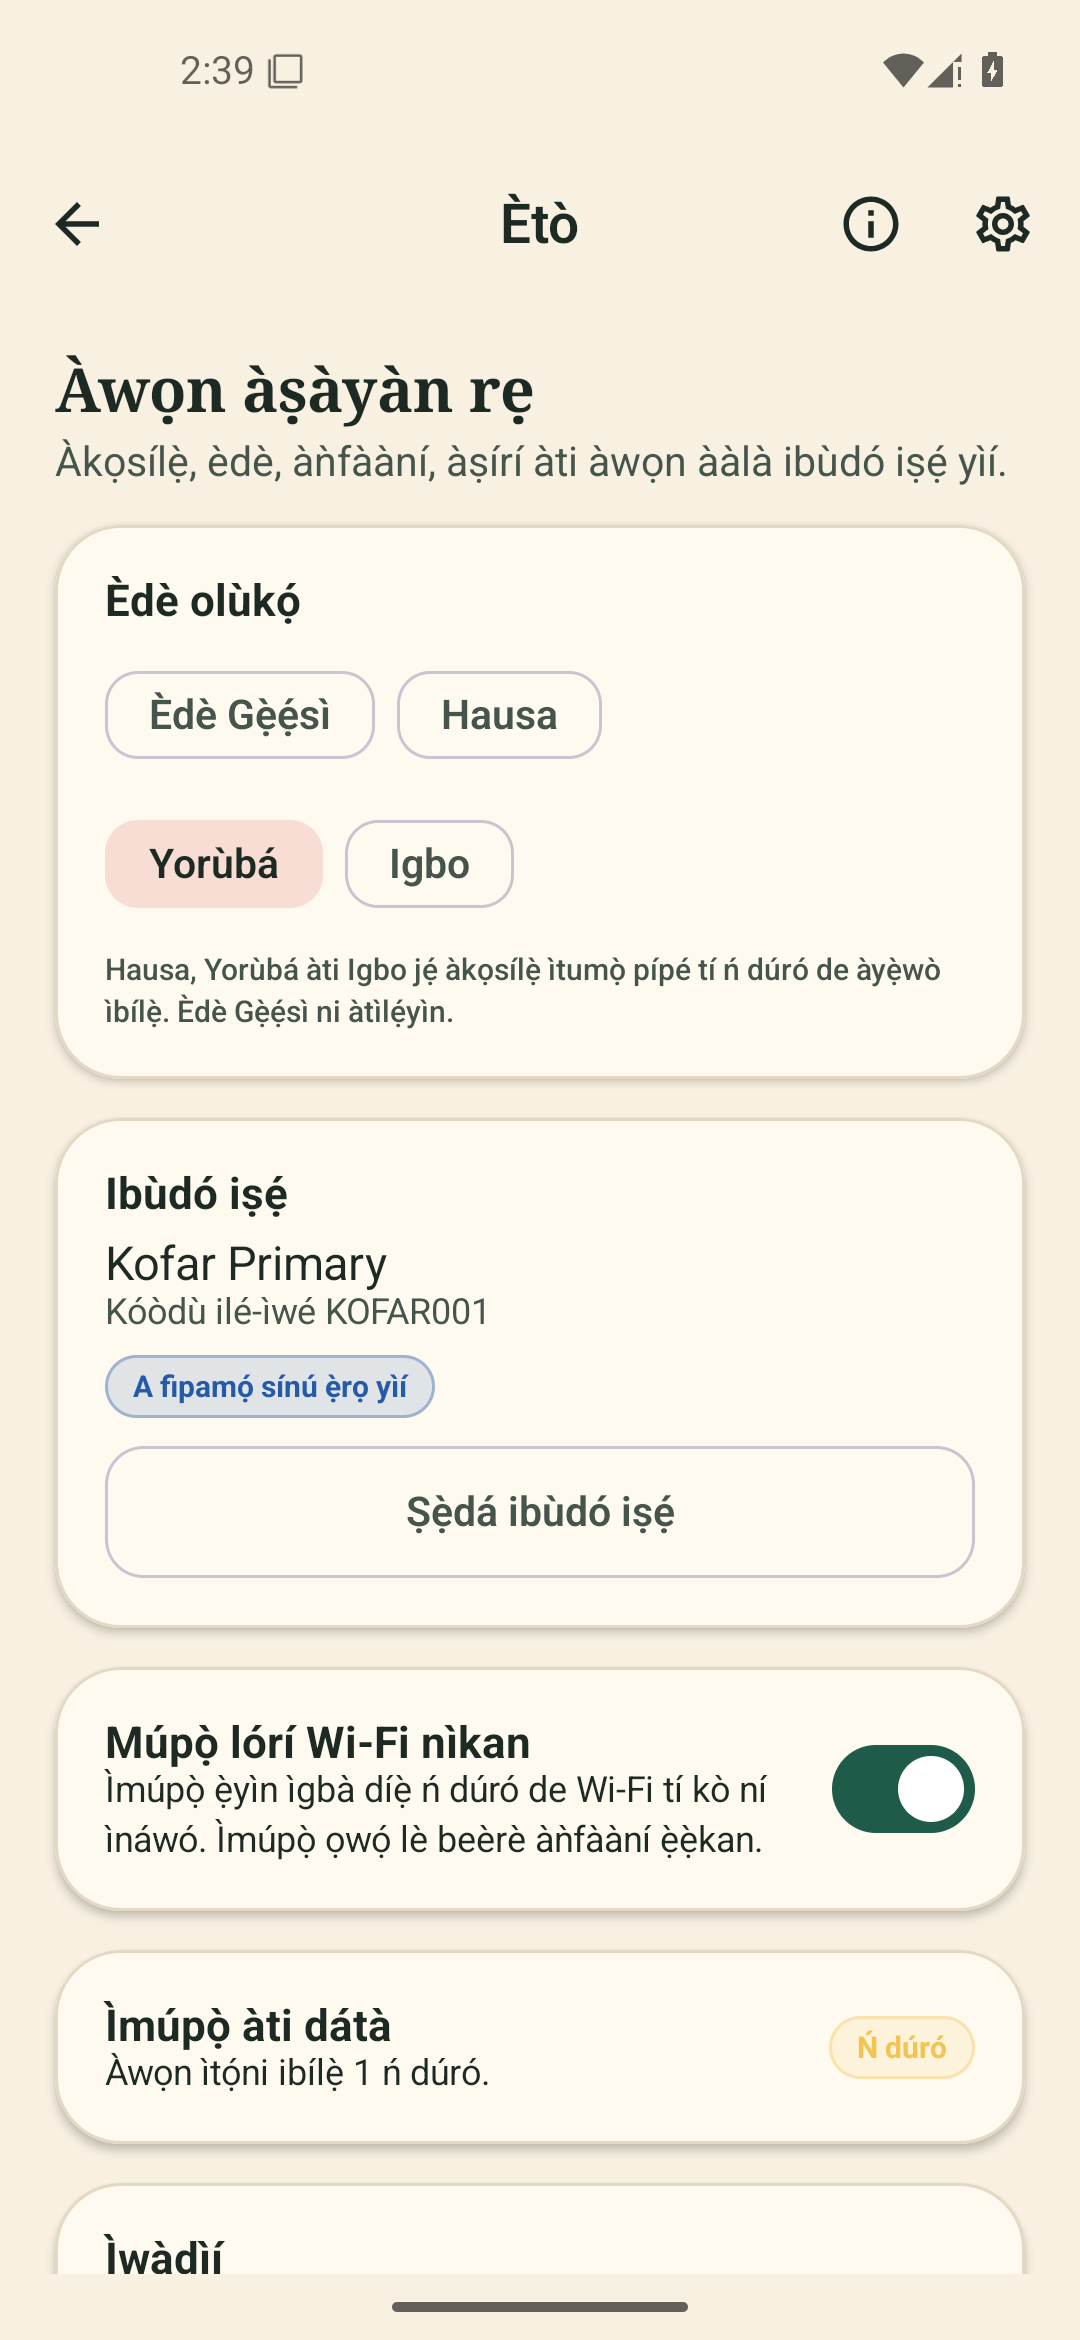 2:39
Ètò
Àwọn àṣàyàn rẹ
Àkọsílẹ̀, èdè, àǹfààní, àṣírí àti àwọn ààlà ibùdó iṣẹ́ yìí.
Èdè olùkọ́
Èdè Gẹ̀ẹ́sì
Hausa
Yorùbá
Igbo
Hausa, Yorùbá àti Igbo jẹ́ àkọsílẹ̀ ìtumọ̀ pípé tí ń dúró de àyẹ̀wò
ìbílẹ̀. Èdè Gẹ̀ẹ́sì ni àtìlẹ́yìn.
Ibùdó iṣẹ́
Kofar Primary
Kóòdù ilé-ìwé KOFAR001
A fipamọ́ sínú ẹ̀rọ yìí
Ṣẹ̀dá ibùdó iṣẹ́
Múpọ̀ lórí Wi-Fi nìkan
Ìmúpọ̀ ẹ̀yìn ìgbà díẹ̀ ń dúró de Wi-Fi tí kò ní
ìnáwó. Ìmúpọ̀ ọwọ́ lè beèrè àǹfààní ẹ̀ẹ̀kan.
Ìmúpọ̀ àti dátà
Àwọn ìtọ́ni ibílẹ̀ 1 ń dúró.
Ń dúró
Ìwàdìí